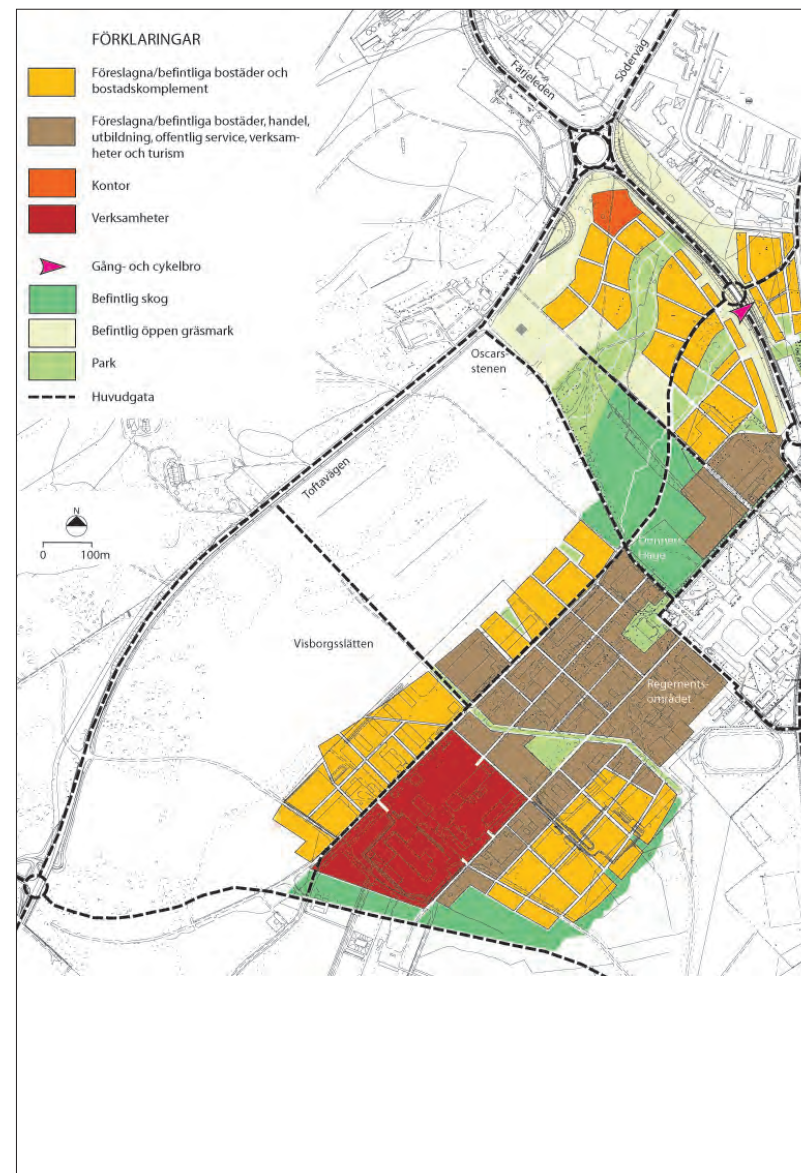 FÖRKLARINGAR
Föreslagna/befintliga bostäder och
bostadskomplement
Föreslagna/befintliga bostäder, handel,
utbildning, offentlig service, verksam-
heter och turism
Kontor
Verksamheter
Gång- och cykelbro
Befintlig skog
Befintlig öppen gräsmark
Park
Huvudgata
N
0 100m
Färjeleden
Söderväg
Oscars-
stenen
Toftavägen
Visborgsslätten
Regements-
området